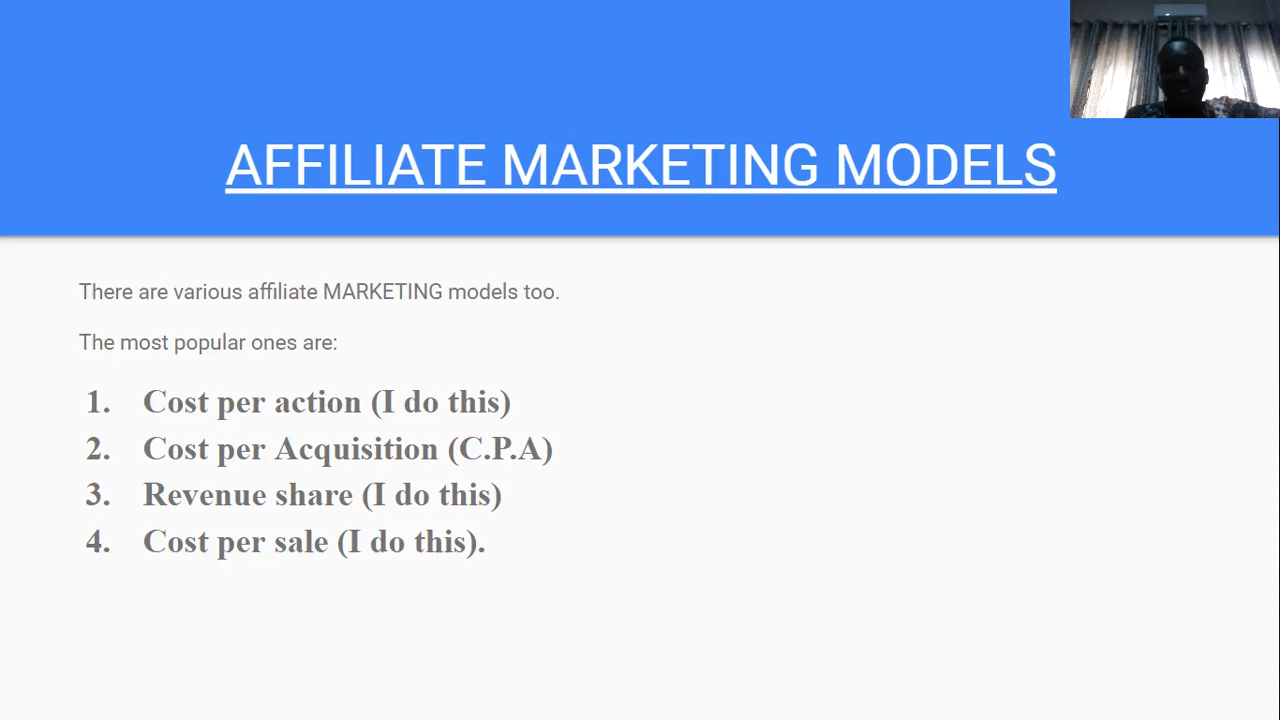 AFFILIATE MARKETING MODELS
There are various affiliate MARKETING models too.
The most popular ones are:
1. Cost per action (I do this)
2. Cost per Acquisition (C.P.A)
3. Revenue share (I do this)
4. Cost per sale (I do this).